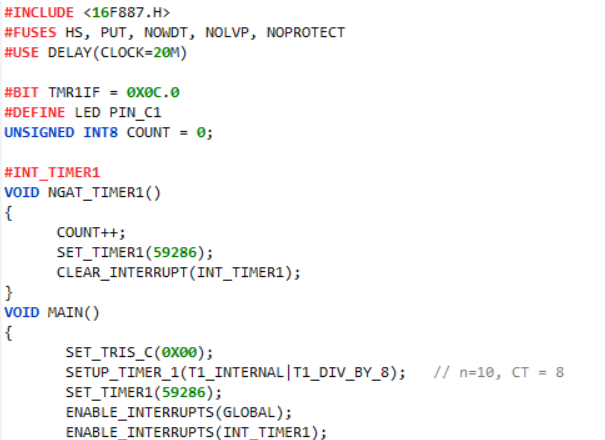 #INCLUDE <16F887.H>
#FUSES HS, PUT, NOWDT, NOLVP, NOPROTECT
#USE DELAY(CLOCK=20M)

#BIT TMR1IF = 0X0C.0
#DEFINE LED PIN_C1
UNSIGNED INT8 COUNT = 0;

#INT_TIMER1
VOID NGAT_TIMER1()
{
      COUNT++;
      SET_TIMER1(59286);
      CLEAR_INTERRUPT(INT_TIMER1);
}
VOID MAIN()
{
       SET_TRIS_C(0X00);
       SETUP_TIMER_1(T1_INTERNAL|T1_DIV_BY_8);   // n=10, CT = 8
       SET_TIMER1(59286);
       ENABLE_INTERRUPTS(GLOBAL);
       ENABLE_INTERRUPTS(INT_TIMER1);